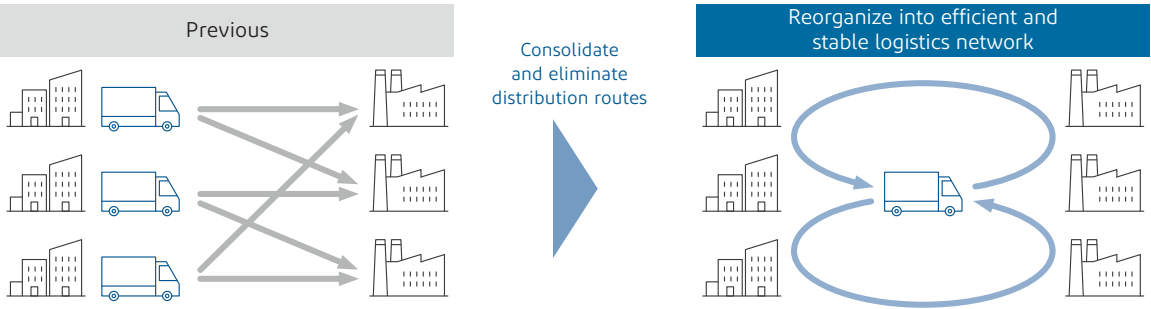 Previous
Consolidate
and eliminate
distribution routes
Reorganize into efficient and
stable logistics network